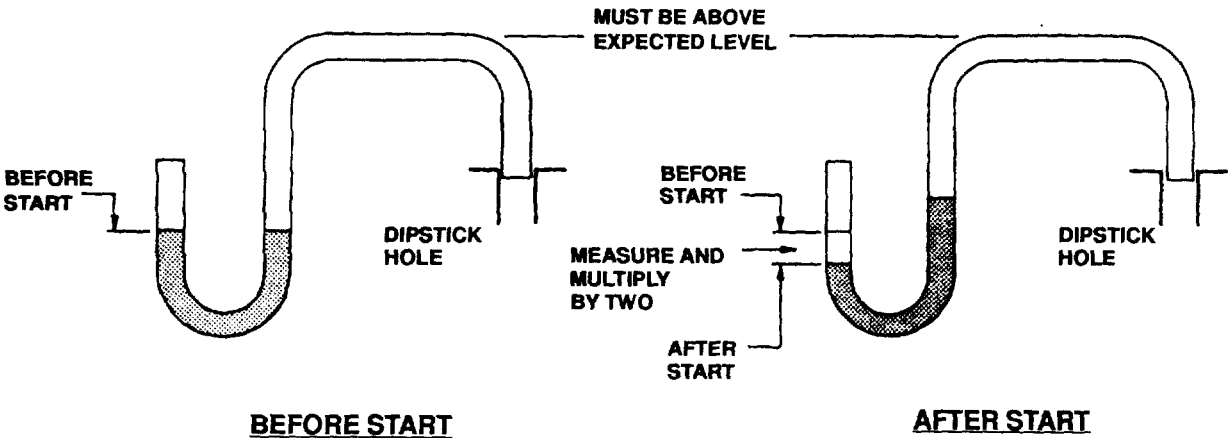 MUST BE ABOVE
EXPECTED LEVEL
BEFORE
START
DIPSTICK
HOLE
BEFORE START
BEFORE
START
MEASURE AND
MULTIPLY
BY TWO
AFTER
START
DIPSTICK
HOLE
AFTER START